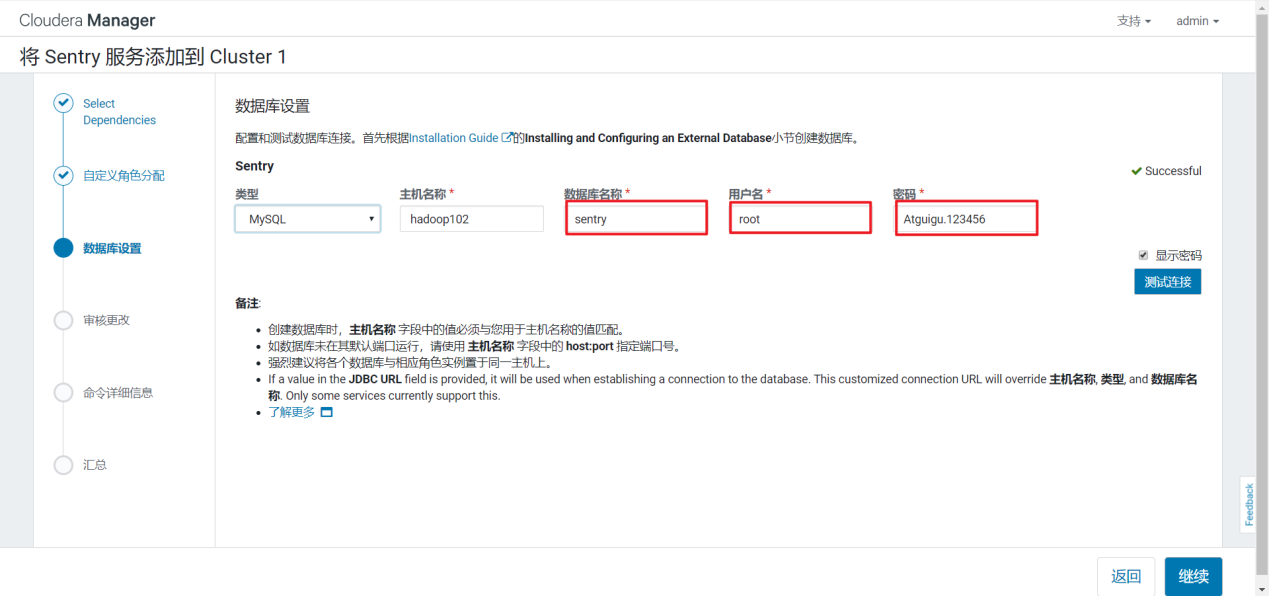 Cloudera Manager
支持 admin
将 Sentry 服务添加到 Cluster 1
Select
Dependencies
自定义角色分配
数据库设置
审核更改
命令详细信息
汇总
数据库设置
配置和测试数据库连接。首先根据Installation Guide 的Installing and Configuring an External Database小节创建数据库。
Sentry
Successful
类型 主机名称 * 数据库名称 * 用户名 * 密码 *
MySQL hadoop102 sentry root Atguigu.123456
显示密码
测试连接
备注:
创建数据库时，主机名称 字段中的值必须与您用于主机名称的值匹配。
如数据库未在其默认端口运行，请使用 主机名称 字段中的 host:port 指定端口号。
强烈建议将各个数据库与相应角色实例置于同一主机上。
If a value in the JDBC URL field is provided, it will be used when establishing a connection to the database. This customized connection URL will override 主机名称, 类型, and 数据库名
称. Only some services currently support this.
了解更多
Feedback
返回 继续